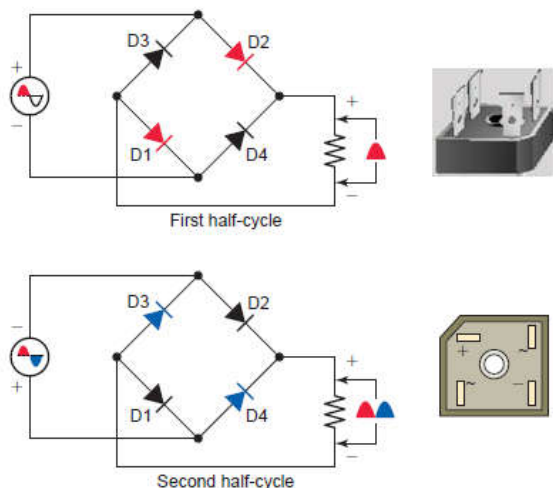 D3
D2
+
−
+
D1
D4
−
First half-cycle
D3
D2
−
+
+
D1
D4
−
Second half-cycle
+
~
~
−